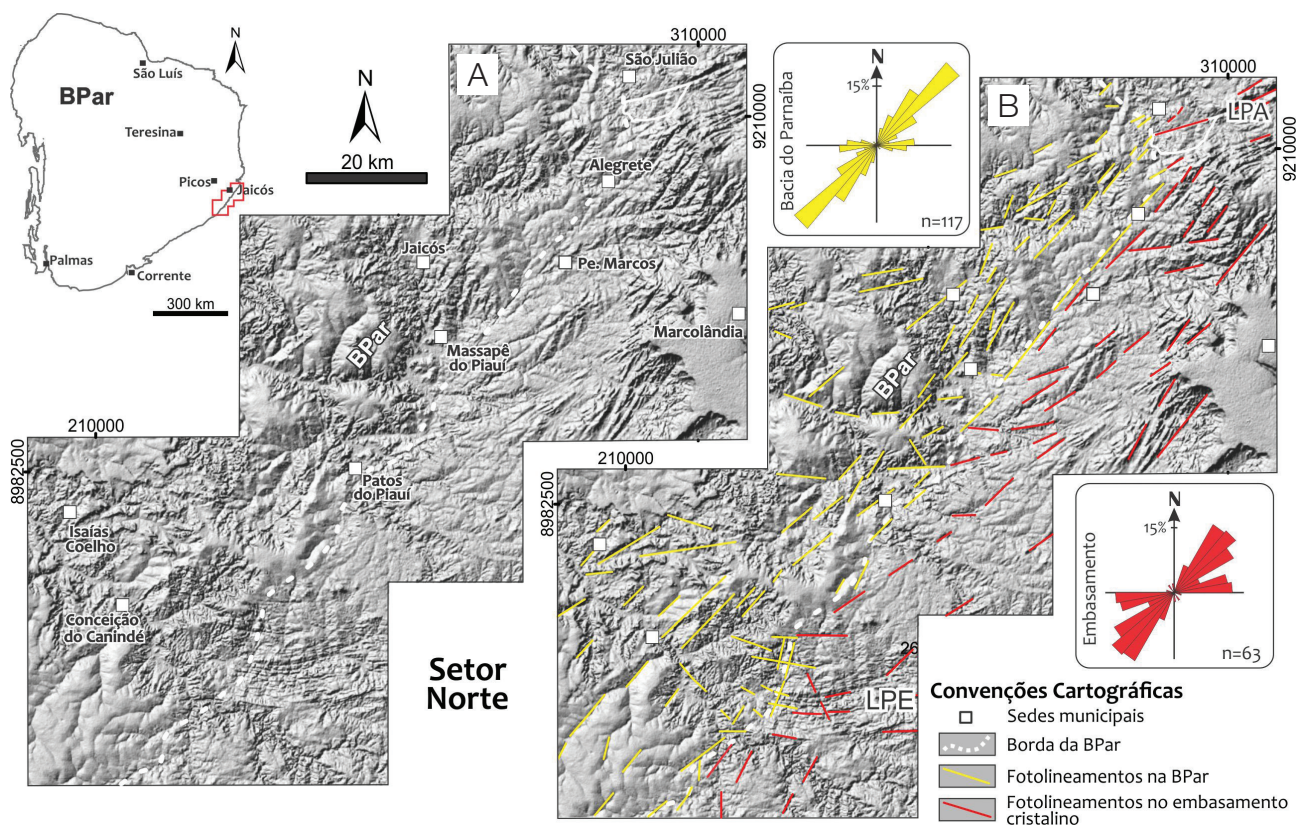 N
São Luís
BPar
Teresina
Picos
Jaicós
Palmas
Corrente
300 km
N
20 km
A
310000
São Julião
9210000
Alegrete
Jaicós
Pe. Marcos
BPar
Massapê
do Piauí
Marcolândia
210000
8982500
Patos
do Piauí
Isaías
Coelho
Conceição
do Canindé
Setor
Norte
N
15%
Bacia do Parnaíba
n=117
B
310000
LPA
9210000
BPar
210000
8982500
26
LPE
N
15%
Embasamento
n=63
Convenções Cartográficas
Sedes municipais
Borda da BPar
Fotolineamentos na BPar
Fotolineamentos no embasamento
cristalino